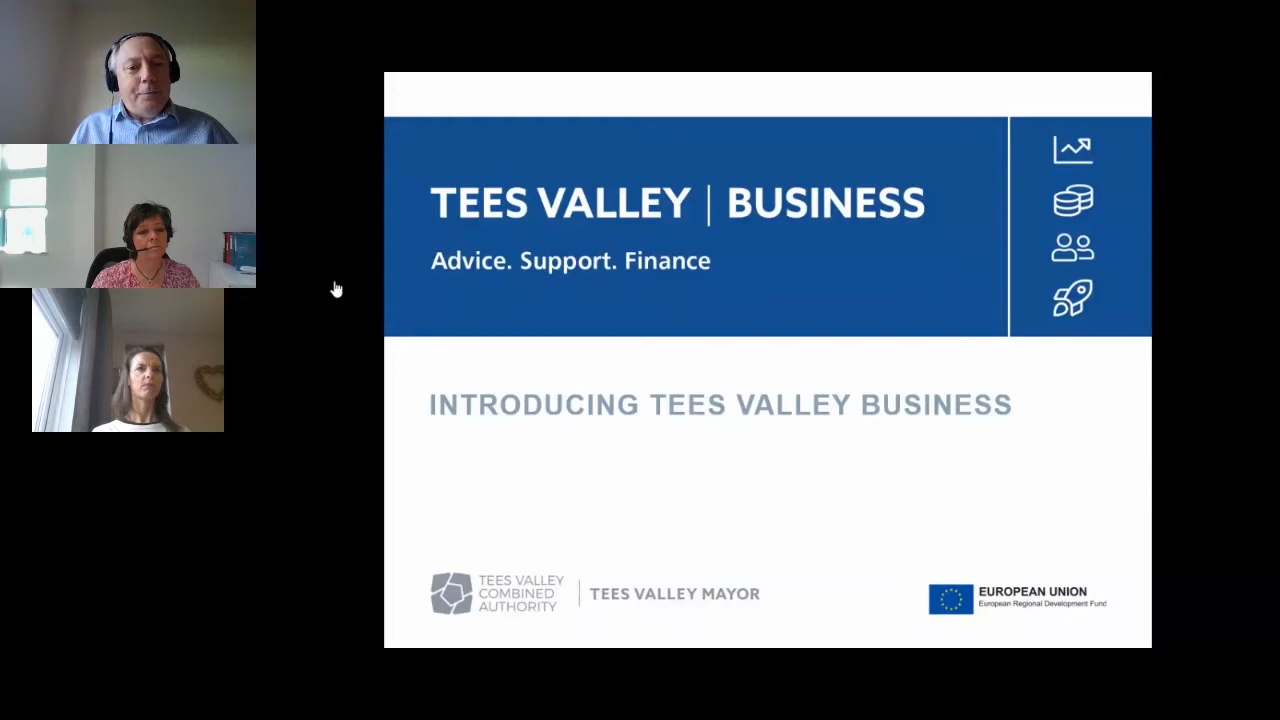 TEES VALLEY | BUSINESS
Advice. Support. Finance
INTRODUCING TEES VALLEY BUSINESS
TEES VALLEY
COMBINED
AUTHORITY
TEES VALLEY MAYOR
EUROPEAN UNION
European Regional Development Fund